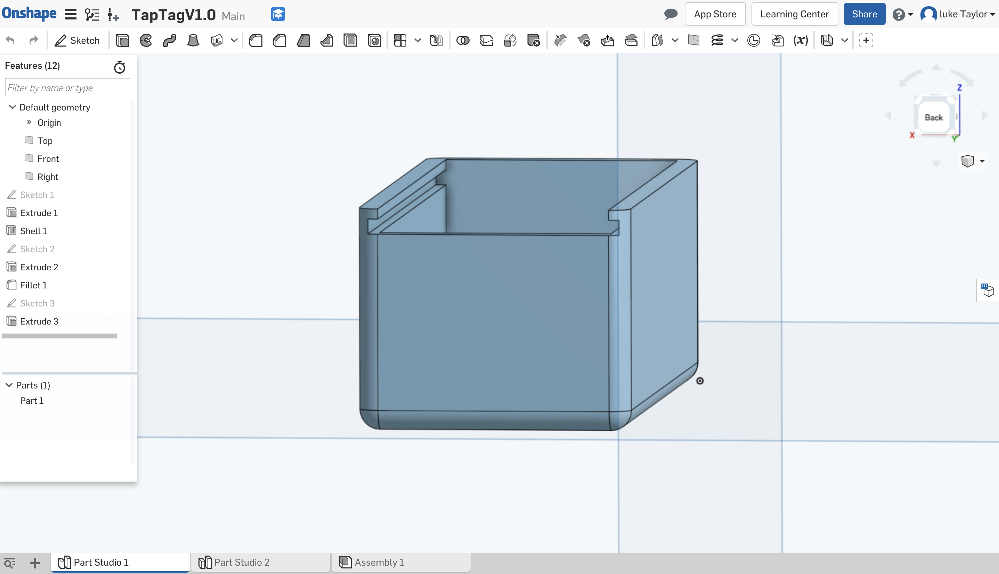 Onshape TapTagV1.0 Main App Store Learning Center Share ? luke Taylor
Sketch (x)
Features (12)
Filter by name or type
Default geometry
Origin
Top
Front
Right
Sketch 1
Extrude 1
Shell 1
Sketch 2
Extrude 2
Fillet 1
Sketch 3
Extrude 3
Parts (1)
Part 1
Z
Back
X
Y
Part Studio 1 Part Studio 2 Assembly 1